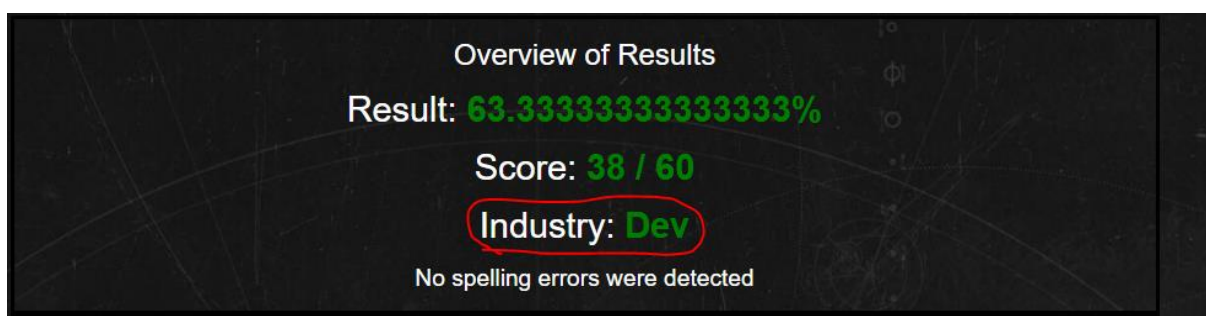 Overview of Results
Result: 63.33333333333333%
Score: 38 / 60
Industry: Dev
No spelling errors were detected